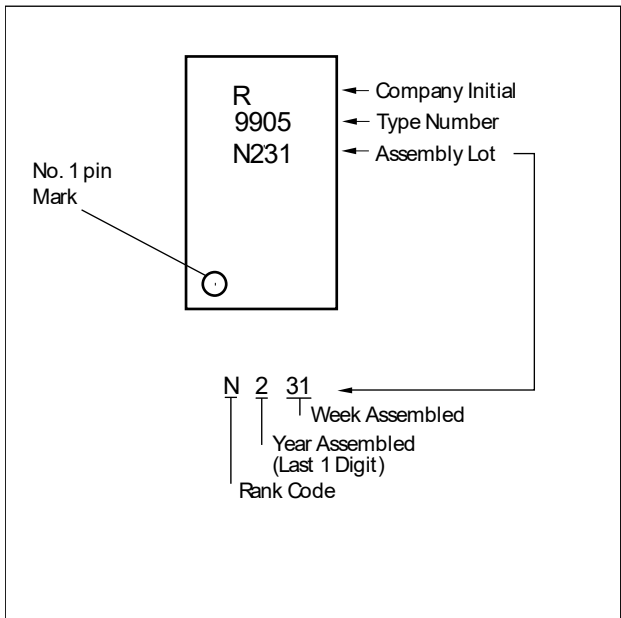 R
9905
N231
Company Initial
Type Number
Assembly Lot
No. 1 pin
Mark
N 2 31
Week Assembled
Year Assembled
(Last 1 Digit)
Rank Code